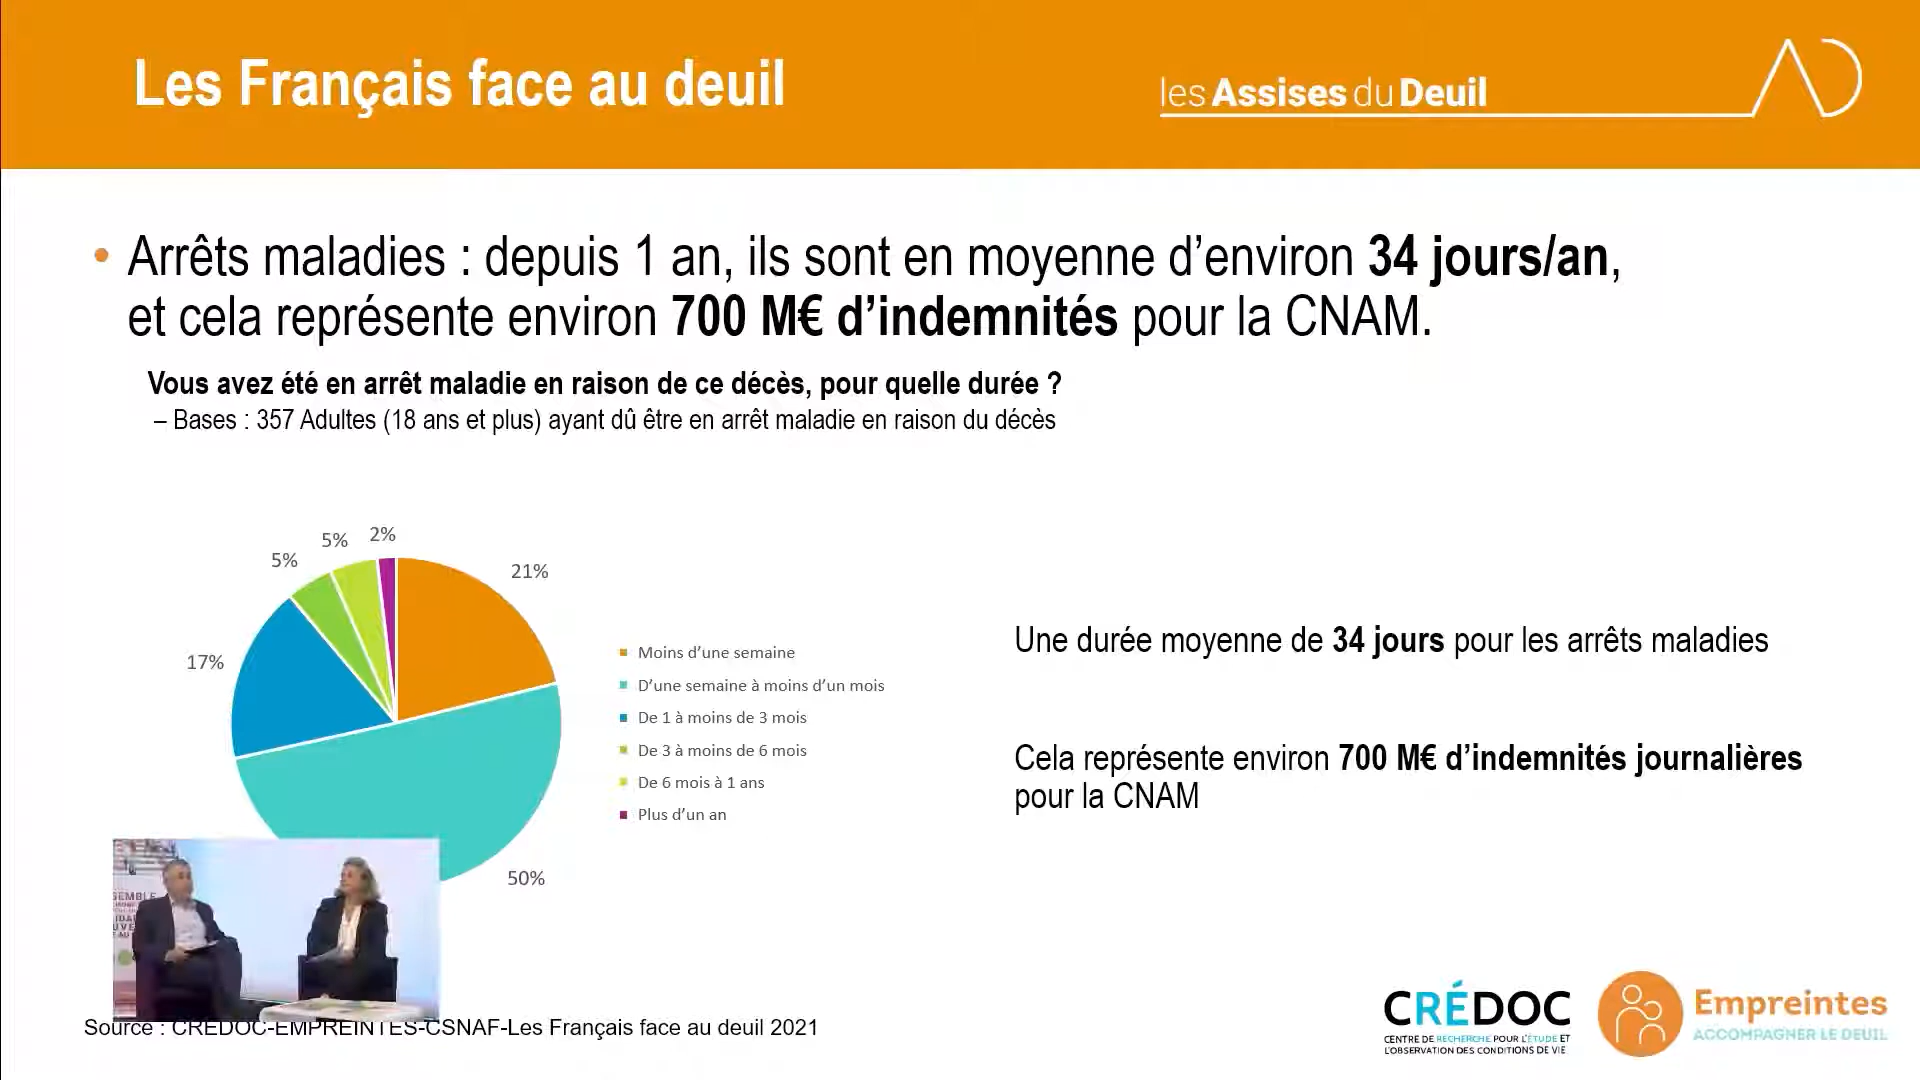 Les Français face au deuil
les Assises du Deuil
• Arrêts maladies : depuis 1 an, ils sont en moyenne d’environ 34 jours/an,
et cela représente environ 700 M€ d’indemnités pour la CNAM.
Vous avez été en arrêt maladie en raison de ce décès, pour quelle durée ?
– Bases : 357 Adultes (18 ans et plus) ayant dû être en arrêt maladie en raison du décès
2%
5%
5%
21%
17%
50%
Moins d’une semaine
D’une semaine à moins d’un mois
De 1 à moins de 3 mois
De 3 à moins de 6 mois
De 6 mois à 1 ans
Plus d’un an
Une durée moyenne de 34 jours pour les arrêts maladies
Cela représente environ 700 M€ d’indemnités journalières
pour la CNAM
Source : CREDOC-EMPREINTES-CSNAF-Les Français face au deuil 2021
CRÉDOC
CENTRE DE RECHERCHE POUR L’ÉTUDE ET
L’OBSERVATION DES CONDITIONS DE VIE
Empreintes
ACCOMPAGNER LE DEUIL